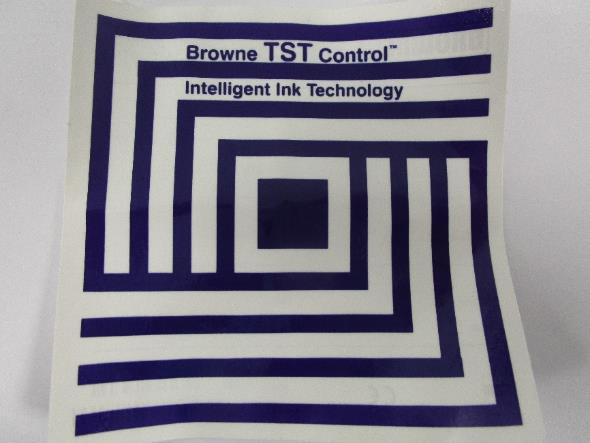 Browne TST Control™
Intelligent Ink Technology